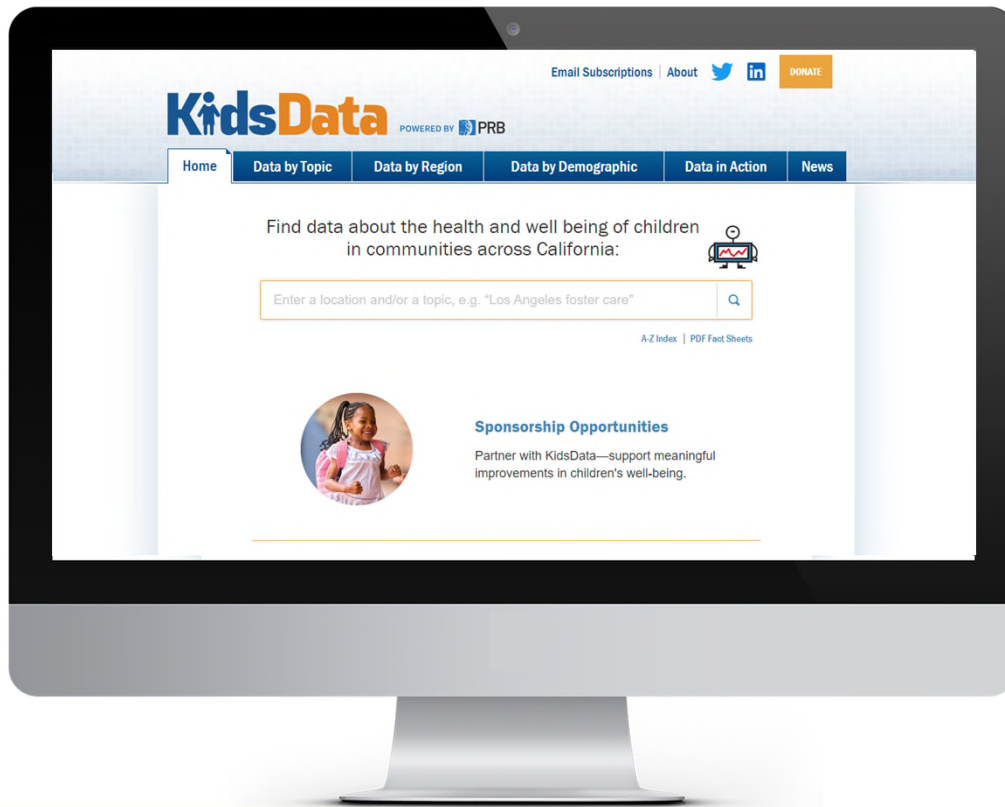 Email Subscriptions | About
DONATE
KidsData POWERED BY PRB
Home Data by Topic Data by Region Data by Demographic Data in Action News
Find data about the health and well being of children
in communities across California:
Enter a location and/or a topic, e.g. “Los Angeles foster care”
A-Z Index | PDF Fact Sheets
Sponsorship Opportunities
Partner with KidsData—support meaningful
improvements in children's well-being.